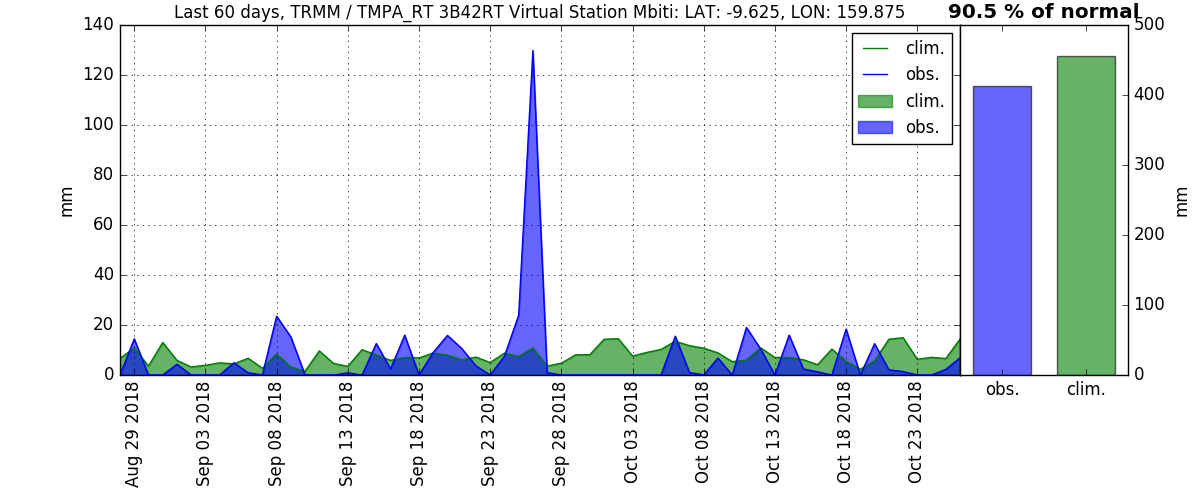 Last 60 days, TRMM / TMPA_RT 3B42RT Virtual Station Mbiti: LAT: -9.625, LON: 159.875
90.5 % of normal
140
120
100
80
60
40
20
0
mm
clim.
obs.
clim.
obs.
500
400
300
200
100
0
mm
obs.
clim.
Aug 29 2018
Sep 03 2018
Sep 08 2018
Sep 13 2018
Sep 18 2018
Sep 23 2018
Sep 28 2018
Oct 03 2018
Oct 08 2018
Oct 13 2018
Oct 18 2018
Oct 23 2018